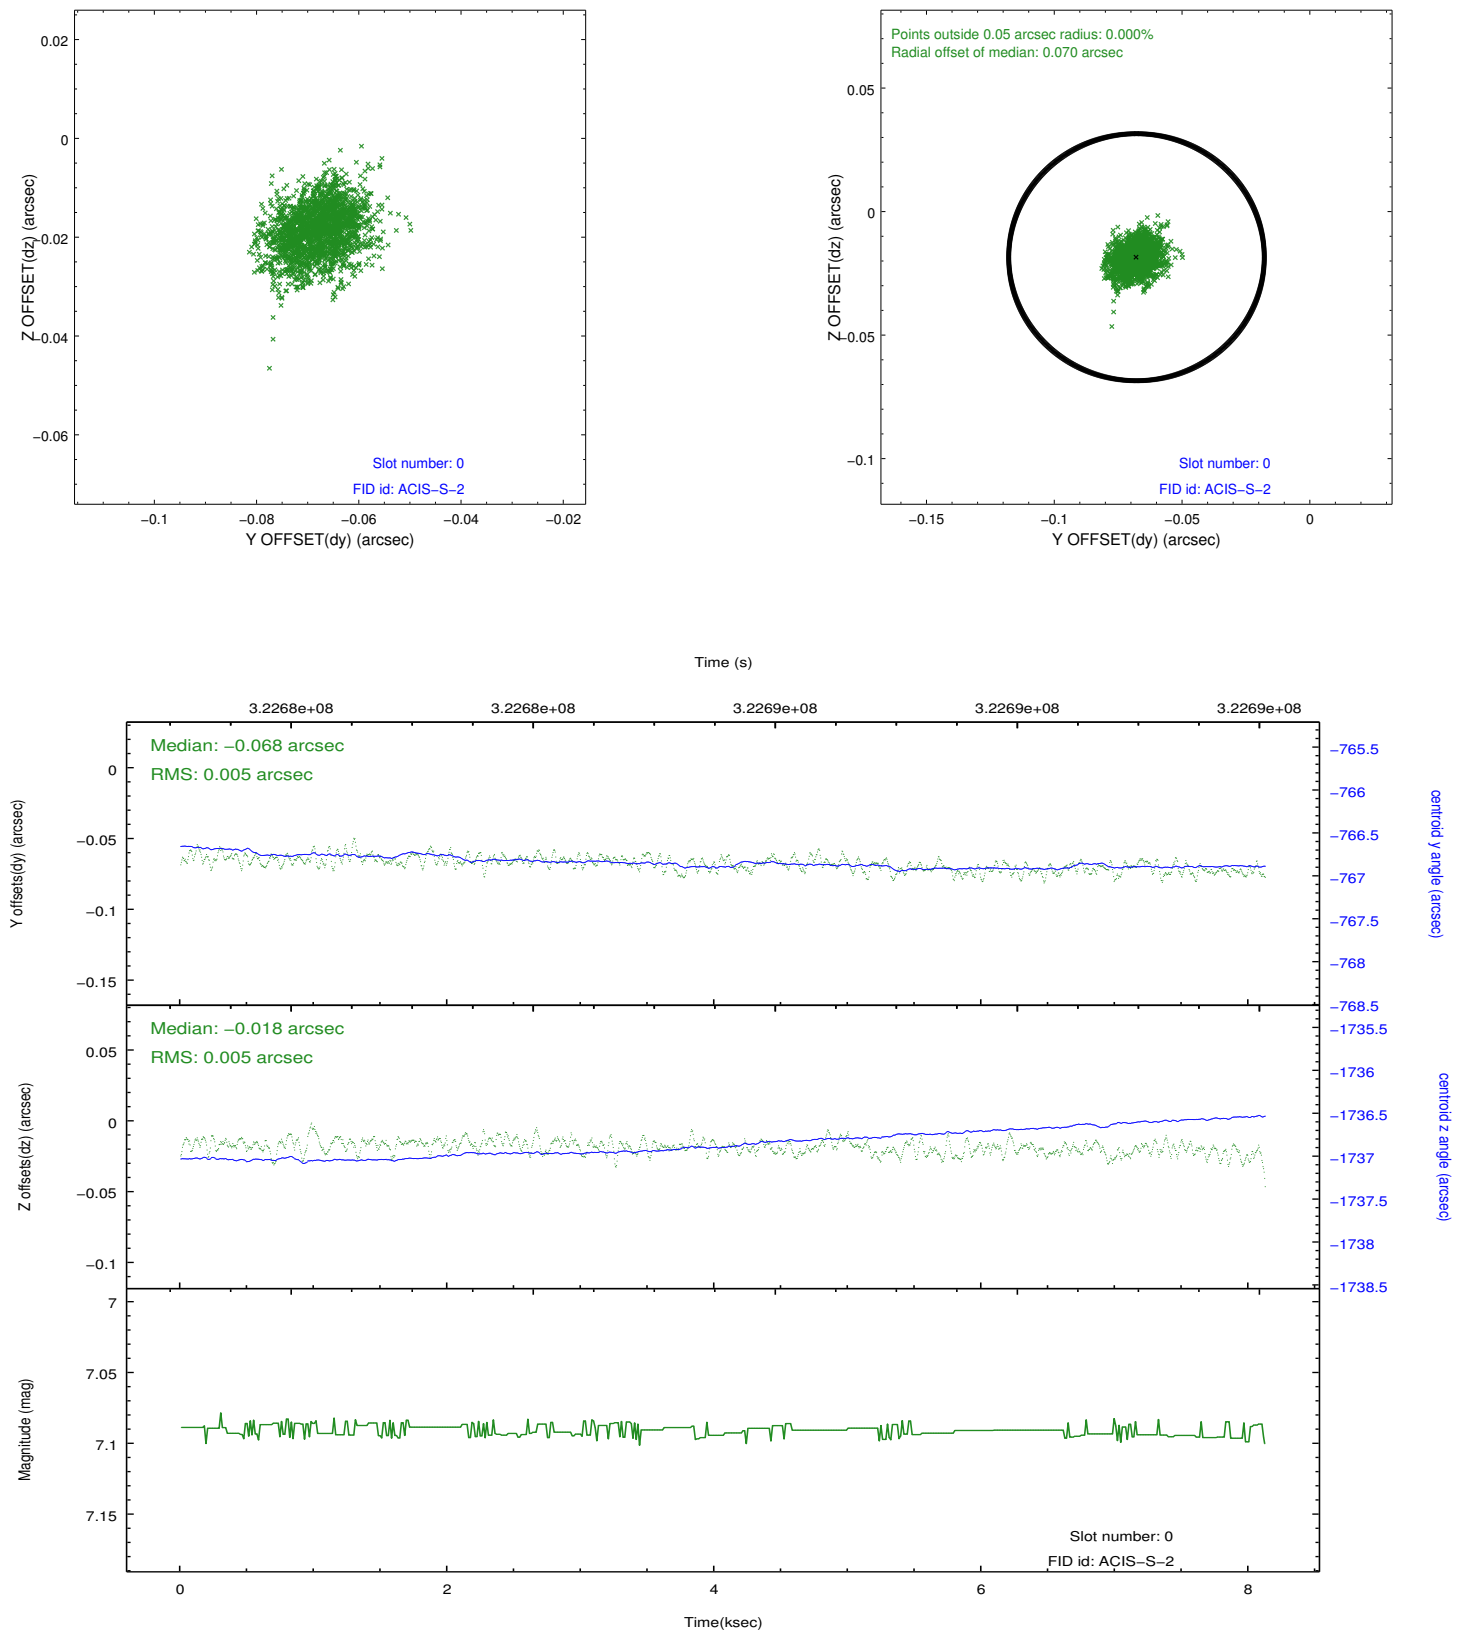 0.02
0
−0.02
−0.04
−0.06
Z OFFSET(dz) (arcsec)
Slot number: 0
FID id: ACIS−S−2
−0.1
−0.08
−0.06
−0.04
−0.02
Y OFFSET(dy) (arcsec)
Points outside 0.05 arcsec radius: 0.000%
Radial offset of median: 0.070 arcsec
0.05
0
−0.05
−0.1
Z OFFSET(dz) (arcsec)
Slot number: 0
FID id: ACIS−S−2
−0.15
−0.1
−0.05
0
Y OFFSET(dy) (arcsec)
Time (s)
3.2268e+08
3.2268e+08
3.2269e+08
3.2269e+08
3.2269e+08
Median: −0.068 arcsec
RMS: 0.005 arcsec
0
−0.05
−0.1
−0.15
Y offsets(dy) (arcsec)
−765.5
−766
−766.5
−767
−767.5
−768
−768.5
centroid y angle (arcsec)
Median: −0.018 arcsec
RMS: 0.005 arcsec
0.05
0
−0.05
−0.1
Z offsets(dz) (arcsec)
−1735.5
−1736
−1736.5
−1737
−1737.5
−1738
−1738.5
centroid z angle (arcsec)
7
7.05
7.1
7.15
Magnitude (mag)
Slot number: 0
FID id: ACIS−S−2
0
2
4
6
8
Time(ksec)